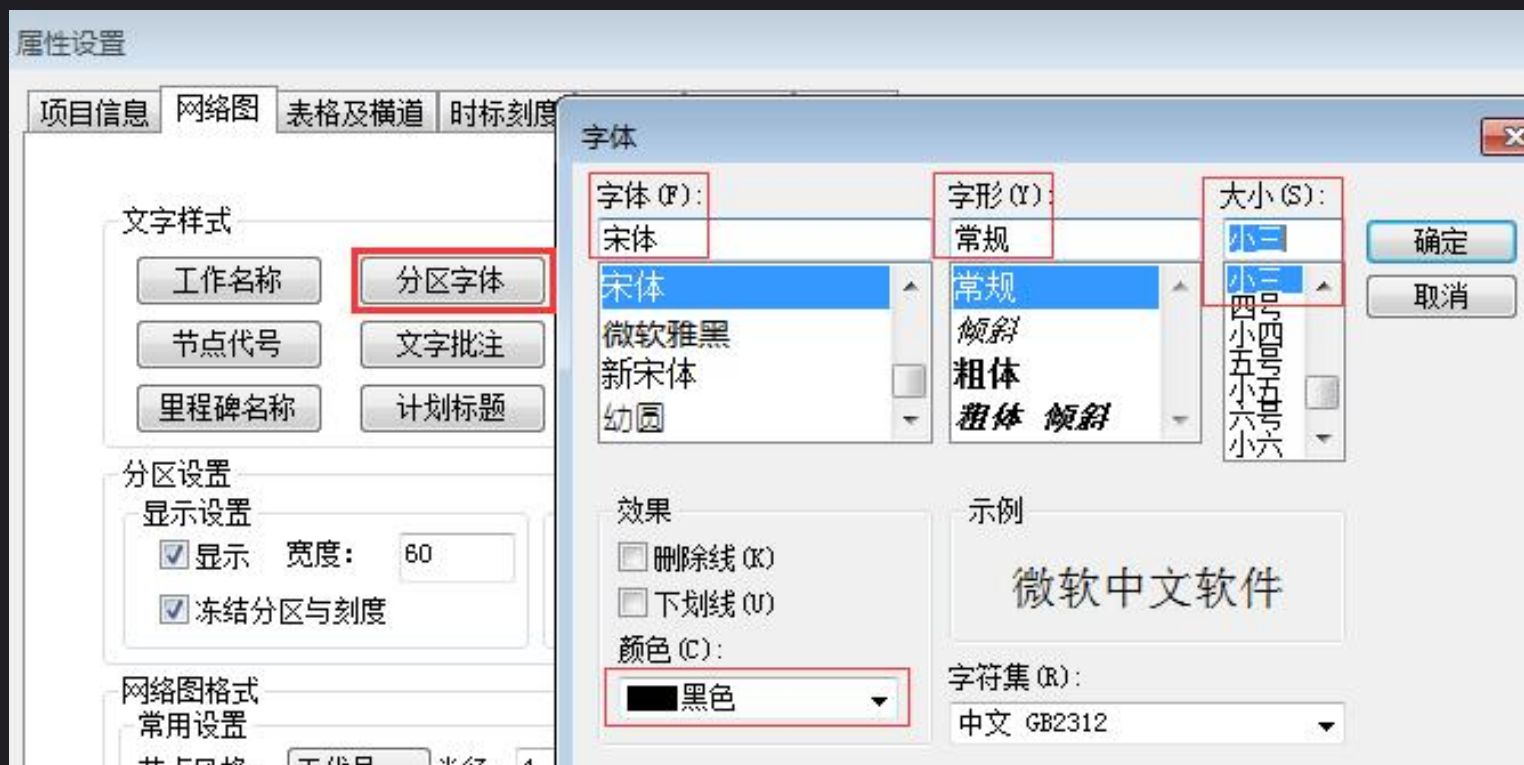 属性设置
项目信息 网络图 表格及横道 时标刻度
文字样式
工作名称 分区字体
节点代号 文字批注
里程碑名称 计划标题
分区设置
显示设置
显示 宽度: 60
冻结分区与刻度
网络图格式
常用设置
字体
字体(F): 字形(Y): 大小(S):
宋体 常规 小三 确定
宋体 常规 小三 取消
微软雅黑 倾斜 四号
新宋体 粗体 小四
幼圆 粗体 倾斜 五号
小五
六号
小六
效果 示例
删除线(K)
微软中文软件
下划线(U)
颜色(C):
黑色
字符集(R):
中文 GB2312